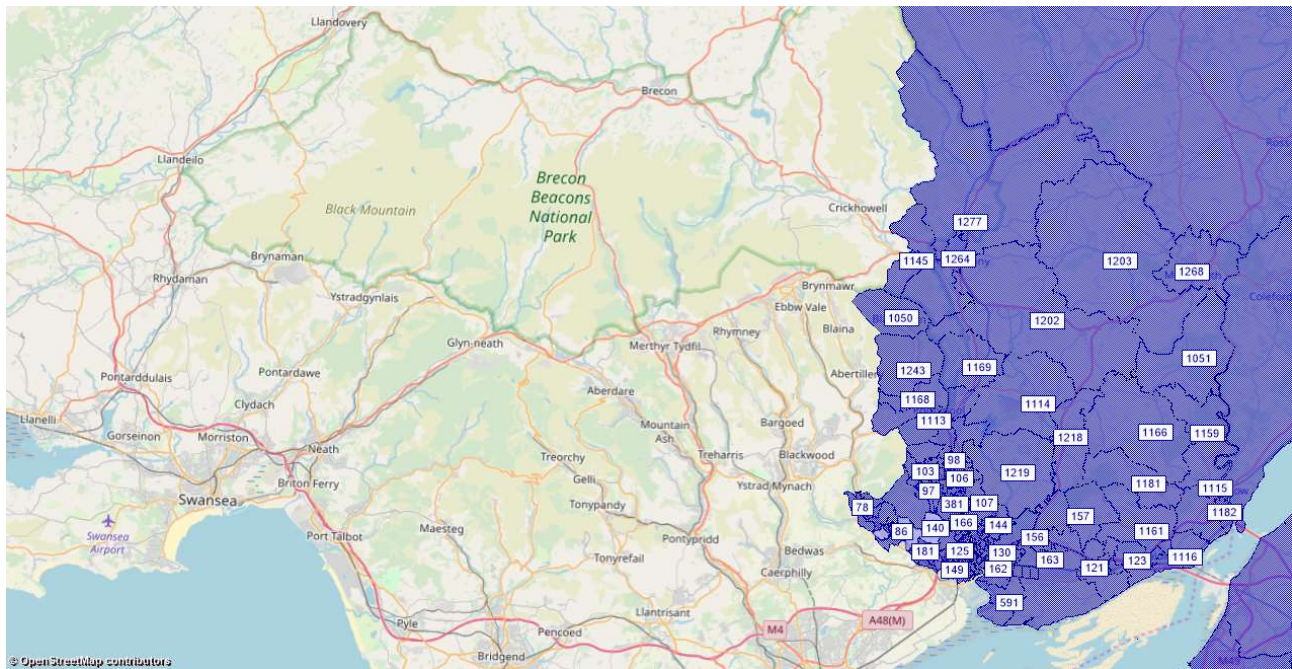 Llandovery
Brecon
Llandeilo
Brecon
Beacons
National
Park
Black Mountain
Crickhowell
1277
Brynaman
1145
1264
1203
1268
Rhydaman
Ystradgynlais
Brynmawr
Ebbw Vale
Coleford
1050
1202
Glyn-neath
Merthyr Tydfil
Rhymney
Blaina
Pontarddulais
Pontardawe
1243
1169
1051
Aberdare
Abertillery
Clydach
1168
1114
Llanelli
Gorseinon
Morriston
Mountain
Ash
Bargoed
1113
1218
1166
1159
Neath
Treorchy
Treharris
Blackwood
98
103
106
1219
Briton Ferry
Gelli
Ystrad Mynach
97
1181
1115
Swansea
Tonypandy
78
381
107
1182
Swansea
Airport
Port Talbot
Maesteg
Pontypridd
86
140
166
144
157
1161
Tonyrefail
Bedwas
181
125
130
156
163
1116
Caerphilly
149
162
121
123
Llantrisant
591
Pyle
Pencoed
M4
A48(M)
Bridgend
© OpenStreetMap contributors